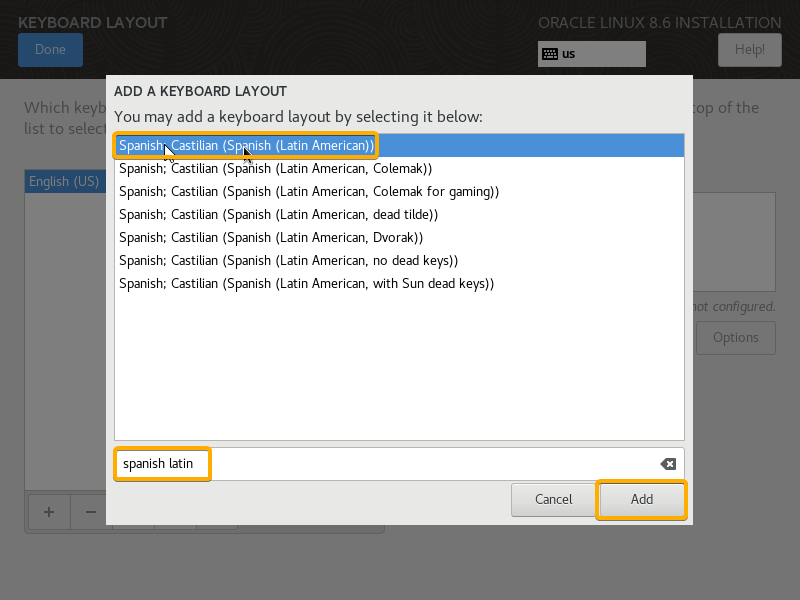 KEYBOARD LAYOUT
ORACLE LINUX 8.6 INSTALLATION
Done
us
Help!
Which keyb
top of the
list to selec
English (US)
ADD A KEYBOARD LAYOUT
You may add a keyboard layout by selecting it below:
Spanish; Castilian (Spanish (Latin American))
Spanish; Castilian (Spanish (Latin American, Colemak))
Spanish; Castilian (Spanish (Latin American, Colemak for gaming))
Spanish; Castilian (Spanish (Latin American, dead tilde))
Spanish; Castilian (Spanish (Latin American, Dvorak))
Spanish; Castilian (Spanish (Latin American, no dead keys))
Spanish; Castilian (Spanish (Latin American, with Sun dead keys))
not configured.
Options
spanish latin
Cancel
Add